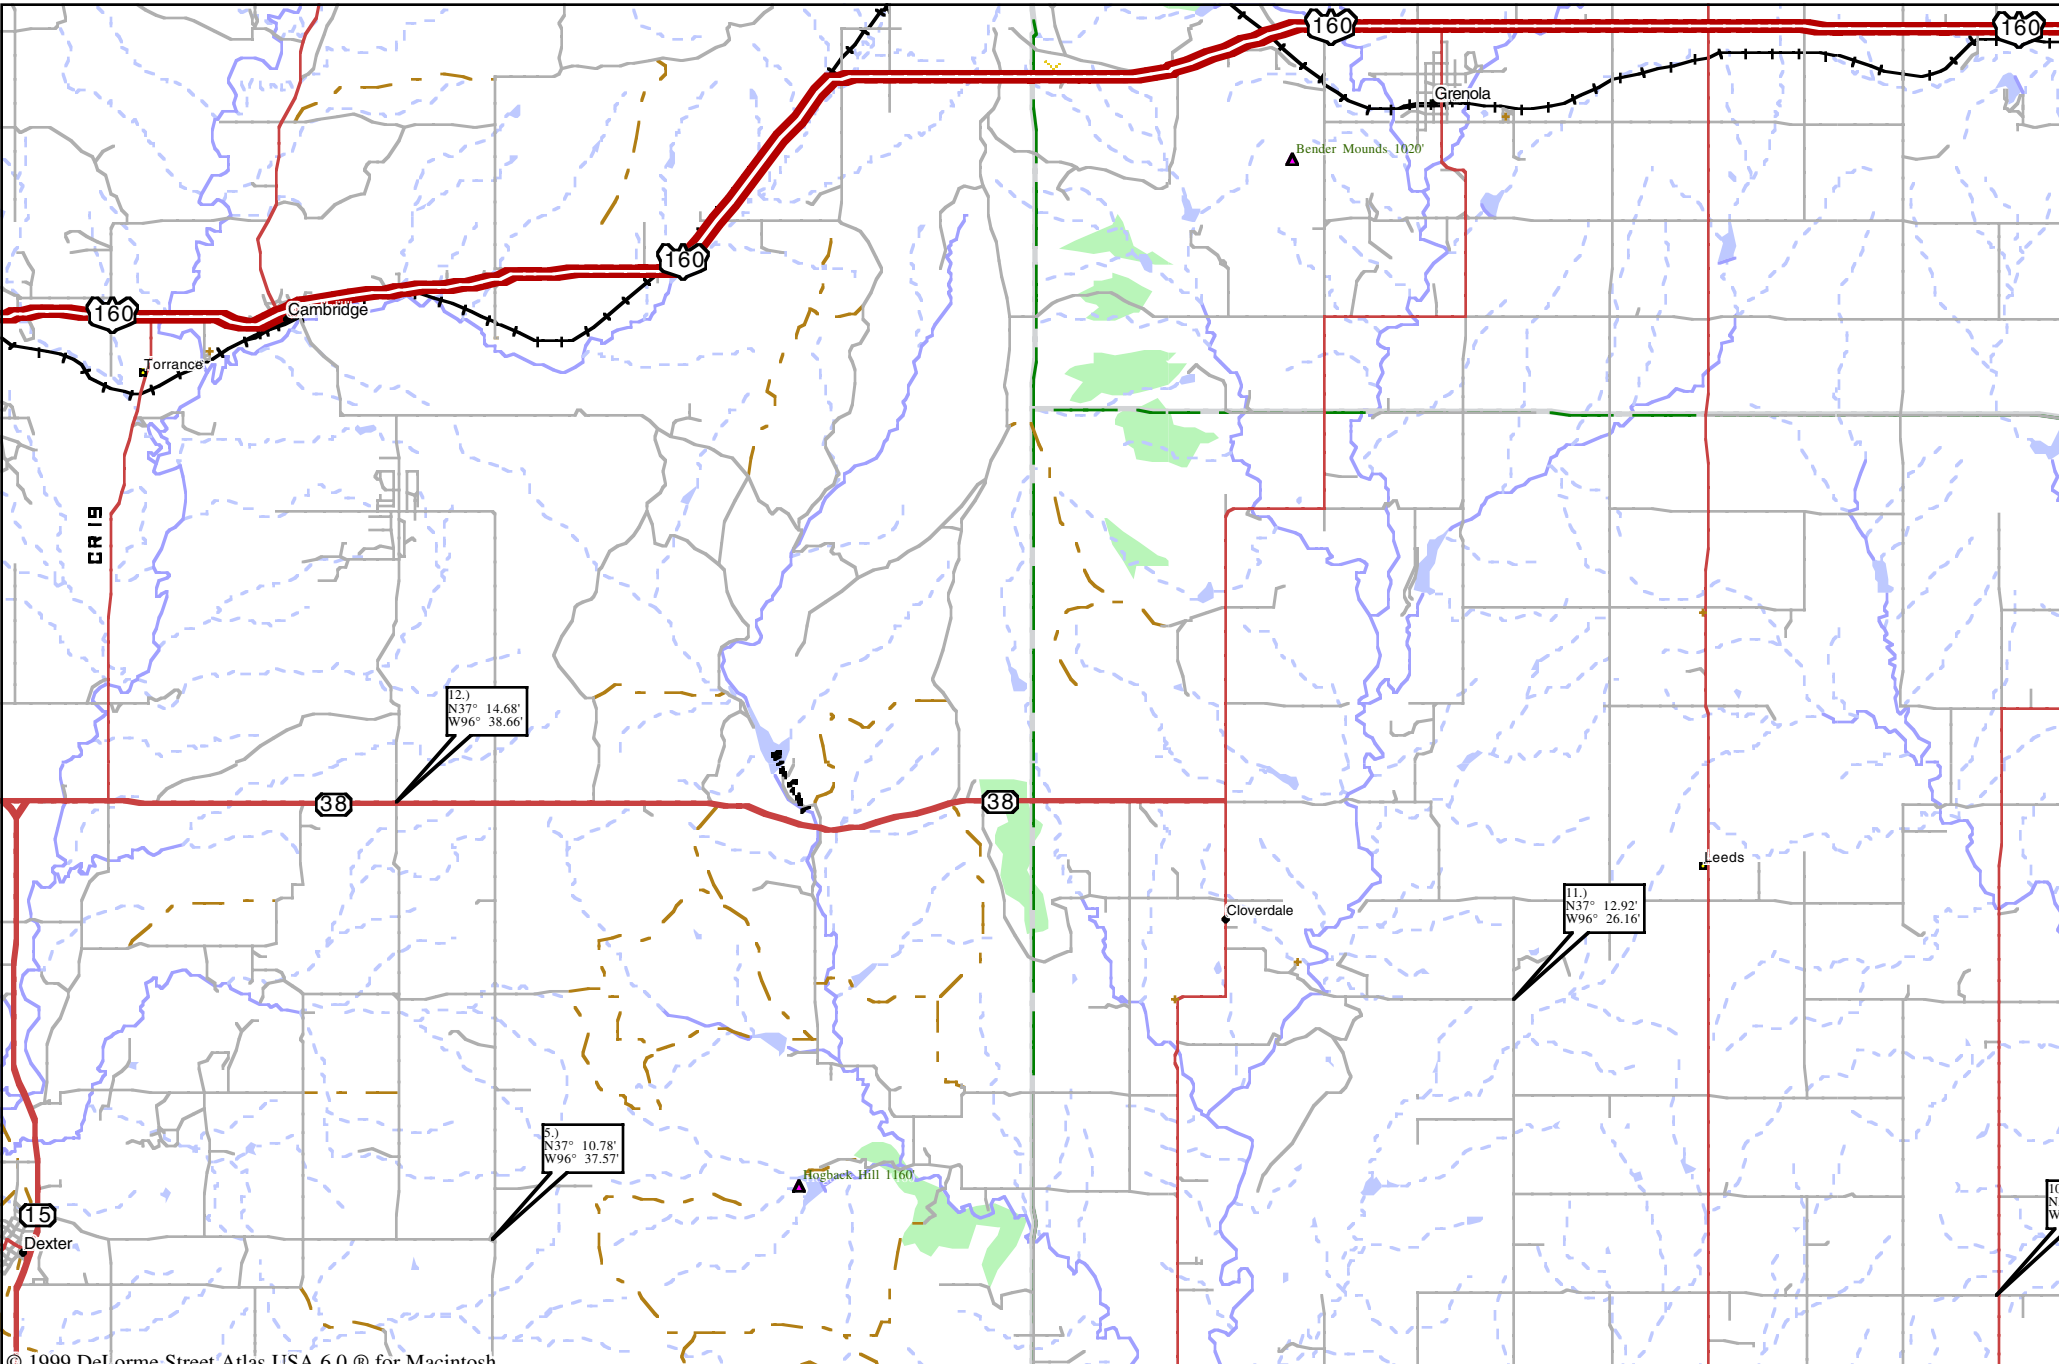 160
160
Grenola
Bender Mounds 1020'
160
160
Cambridge
Torrance
CR 19
12.)
N37° 14.68'
W96° 38.66'
38
38
Leeds
11.)
N37° 12.92'
W96° 26.16'
Cloverdale
5.)
N37° 10.78'
W96° 37.57'
Hogback Hill 1160'
10
N
W
15
Dexter
© 1999 DeLorme Street Atlas USA 6.0 ® for Macintosh